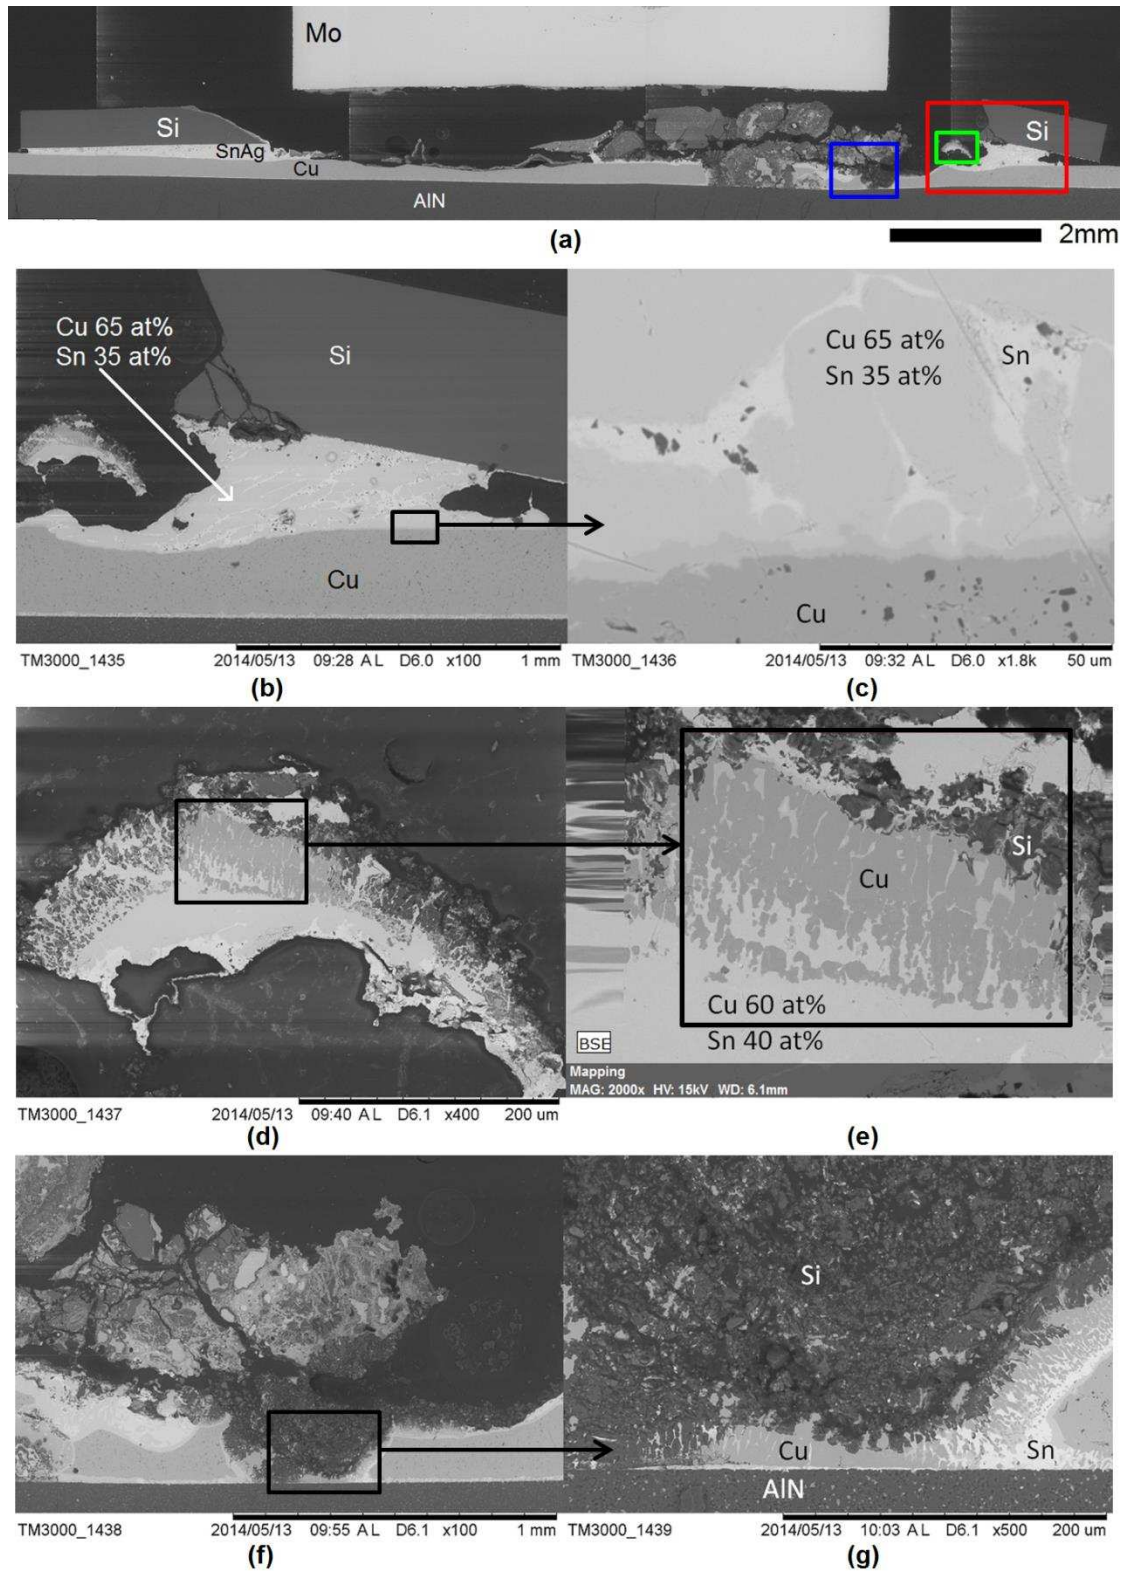 Mo
Si
Si
SnAg
Cu
AlN
(a)
2mm
Cu 65 at%
Sn 35 at%
Si
Cu
TM3000_1435 2014/05/13 09:28 A L D6.0 x100 1 mm
(b)
Cu 65 at%
Sn 35 at%
Sn
Cu
TM3000_1436 2014/05/13 09:32 A L D6.0 x1.8k 50 um
(c)
TM3000_1437 2014/05/13 09:40 A L D6.1 x400 200 um
(d)
Si
Cu
Cu 60 at%
Sn 40 at%
BSE
Mapping
MAG: 2000x HV: 15kV WD: 6.1mm
(e)
TM3000_1438 2014/05/13 09:55 A L D6.1 x100 1 mm
(f)
Si
Cu
Sn
AlN
TM3000_1439 2014/05/13 10:03 A L D6.1 x500 200 um
(g)